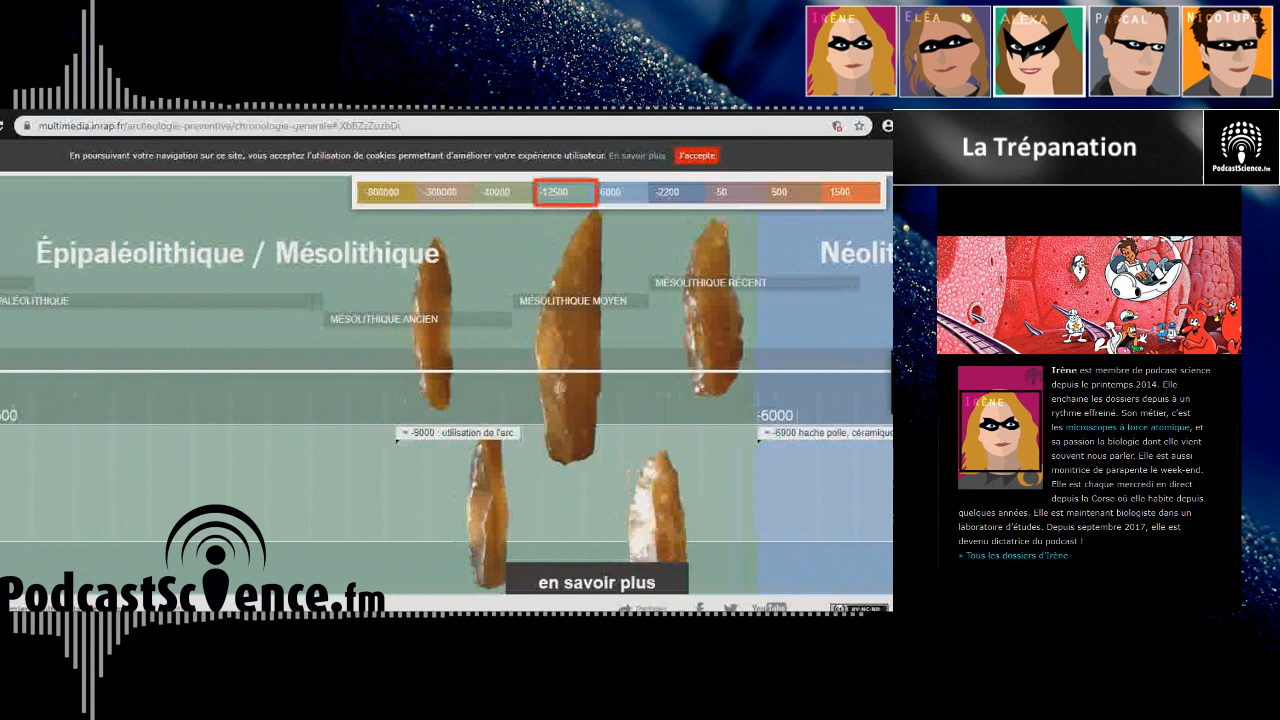 IRÈNE
ELÉA
ALEXA
PASCAL
NICOTUPE
multimedia.inrap.fr/archeologie-preventive/chronologie-generale#.XbBZzZozbDc
En poursuivant votre navigation sur ce site, vous acceptez l'utilisation de cookies permettant d'améliorer votre expérience utilisateur. En savoir plus
J'accepte
-800000 -300000 -40000 -12500 -6000 -2200 -50 500 1500
Épipaléolithique / Mésolithique
Néolit
PALÉOLITHIQUE
MÉSOLITHIQUE ANCIEN
MÉSOLITHIQUE MOYEN
MÉSOLITHIQUE RÉCENT
-6000
≈ -9000 : utilisation de l'arc
≈ -6000 hache polie, céramique
en savoir plus
Partager
YouTube
BY-NC-ND
PodcastScience.fm
La Trépanation
PodcastScience.fm
IRÈNE
Irène est membre de podcast science
depuis le printemps 2014. Elle
enchaine les dossiers depuis à un
rythme effreiné. Son métier, c'est
les microscopes à force atomique, et
sa passion la biologie dont elle vient
souvent nous parler. Elle est aussi
monitrice de parapente le week-end.
Elle est chaque mercredi en direct
depuis la Corse où elle habite depuis
quelques années. Elle est maintenant biologiste dans un
laboratoire d'études. Depuis septembre 2017, elle est
devenu dictatrice du podcast !
» Tous les dossiers d'Irène